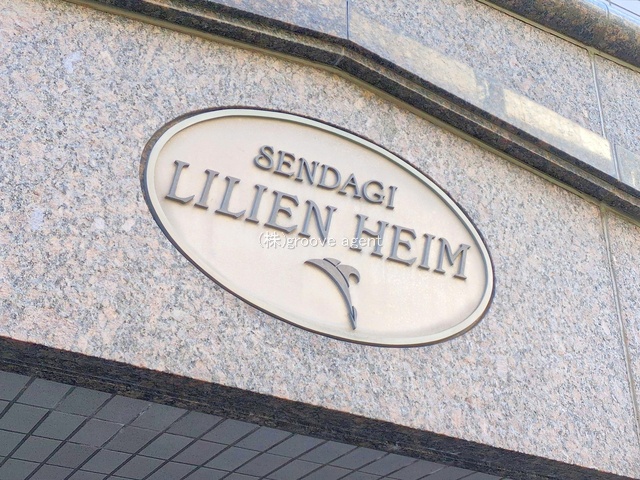 SENDAGI
LILIEN HEIM
(株)groove agent